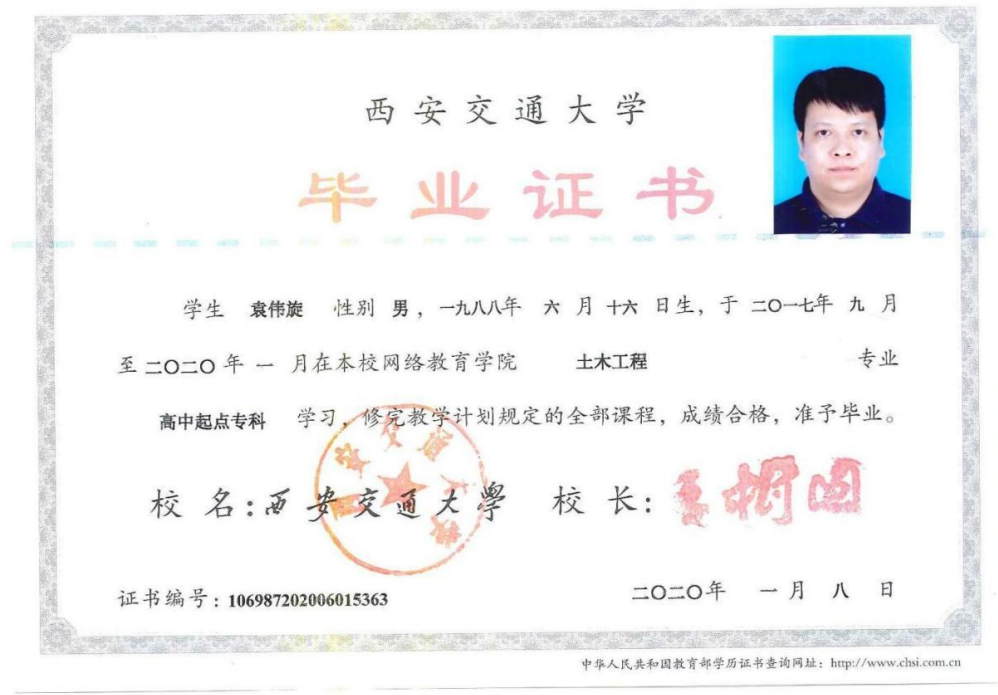 西安交通大学
毕业证书
学生 袁伟旋 性别 男，一九八八年 六 月 十六 日生，于 二〇一七年 九 月
至 二〇二〇 年 一 月在本校网络教育学院 土木工程 专业
高中起点专科 学习，修完教学计划规定的全部课程，成绩合格，准予毕业。
校 名：西安交通大學 校 长：王树国
证书编号：106987202006015363 二〇二〇年 一 月 八 日
中华人民共和国教育部学历证书查询网址：http://www.chsi.com.cn